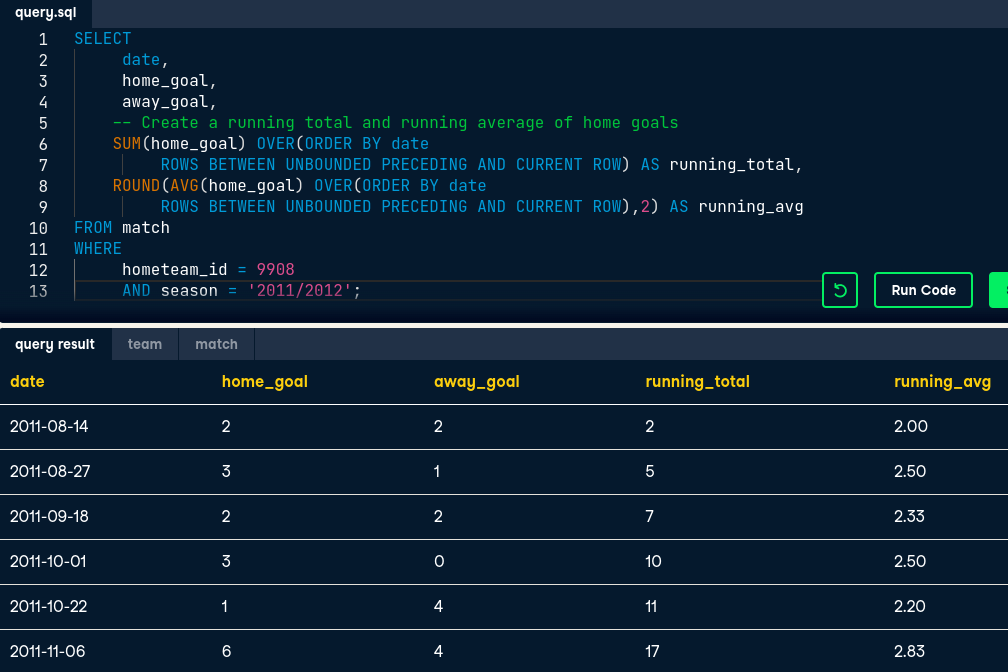 query.sql
1 SELECT
2 date,
3 home_goal,
4 away_goal,
5 -- Create a running total and running average of home goals
6 SUM(home_goal) OVER(ORDER BY date
7 ROWS BETWEEN UNBOUNDED PRECEDING AND CURRENT ROW) AS running_total,
8 ROUND(AVG(home_goal) OVER(ORDER BY date
9 ROWS BETWEEN UNBOUNDED PRECEDING AND CURRENT ROW),2) AS running_avg
10 FROM match
11 WHERE
12 hometeam_id = 9908
13 AND season = '2011/2012';
Run Code
query result team match
date home_goal away_goal running_total running_avg
2011-08-14 2 2 2 2.00
2011-08-27 3 1 5 2.50
2011-09-18 2 2 7 2.33
2011-10-01 3 0 10 2.50
2011-10-22 1 4 11 2.20
2011-11-06 6 4 17 2.83